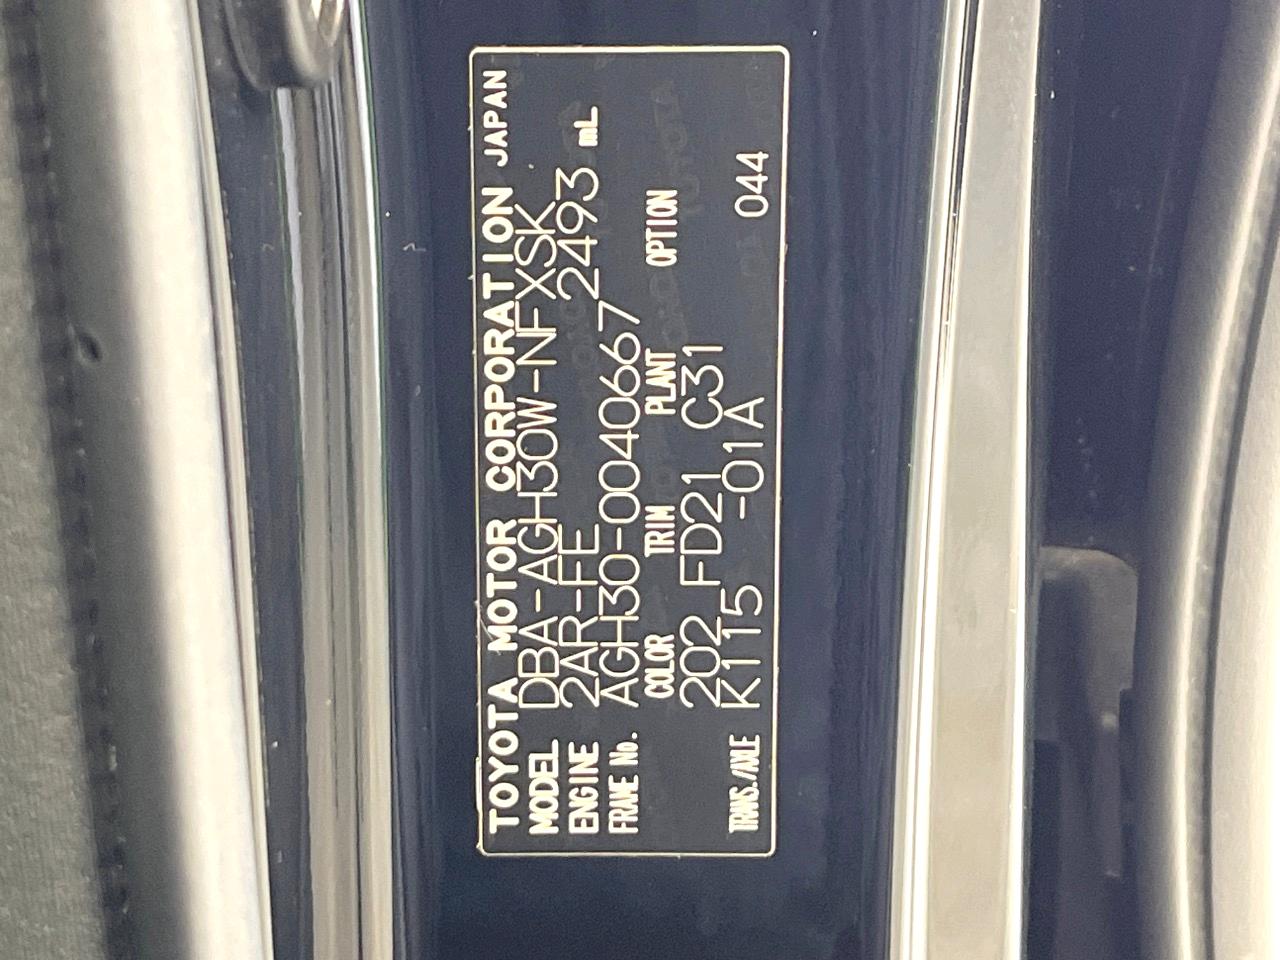 TOYOTA MOTOR CORPORATION JAPAN
MODEL DBA-AGH30W-NFXSK
ENGINE 2AR-FE 2493 mL
FRAME No. AGH30-0040667
COLOR TRIM PLANT OPTION
202 FD21 C31
TRANS./AXLE K115 -01A 044